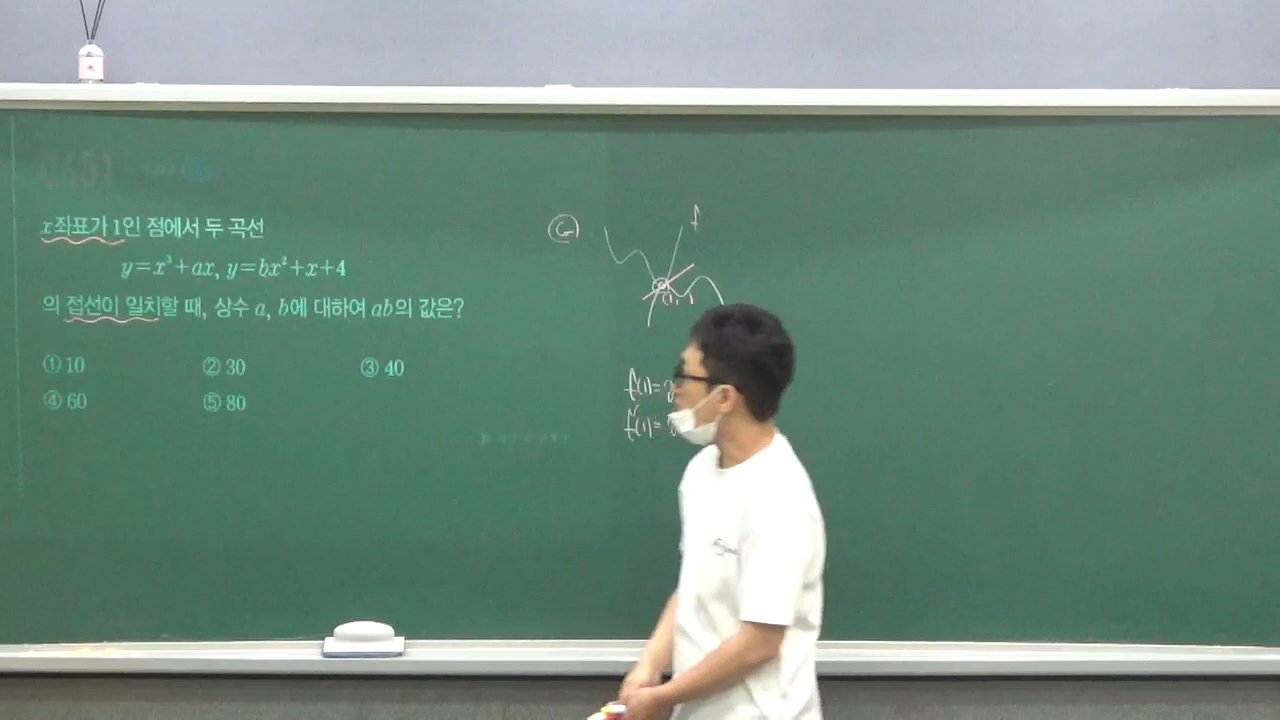 x좌표가 1인 점에서 두 곡선
y=x³+ax, y=bx²+x+4
의 접선이 일치할 때, 상수 a, b에 대하여 ab의 값은?
① 10 ② 30 ③ 40
④ 60 ⑤ 80
f
f(1)=
f'(1)=